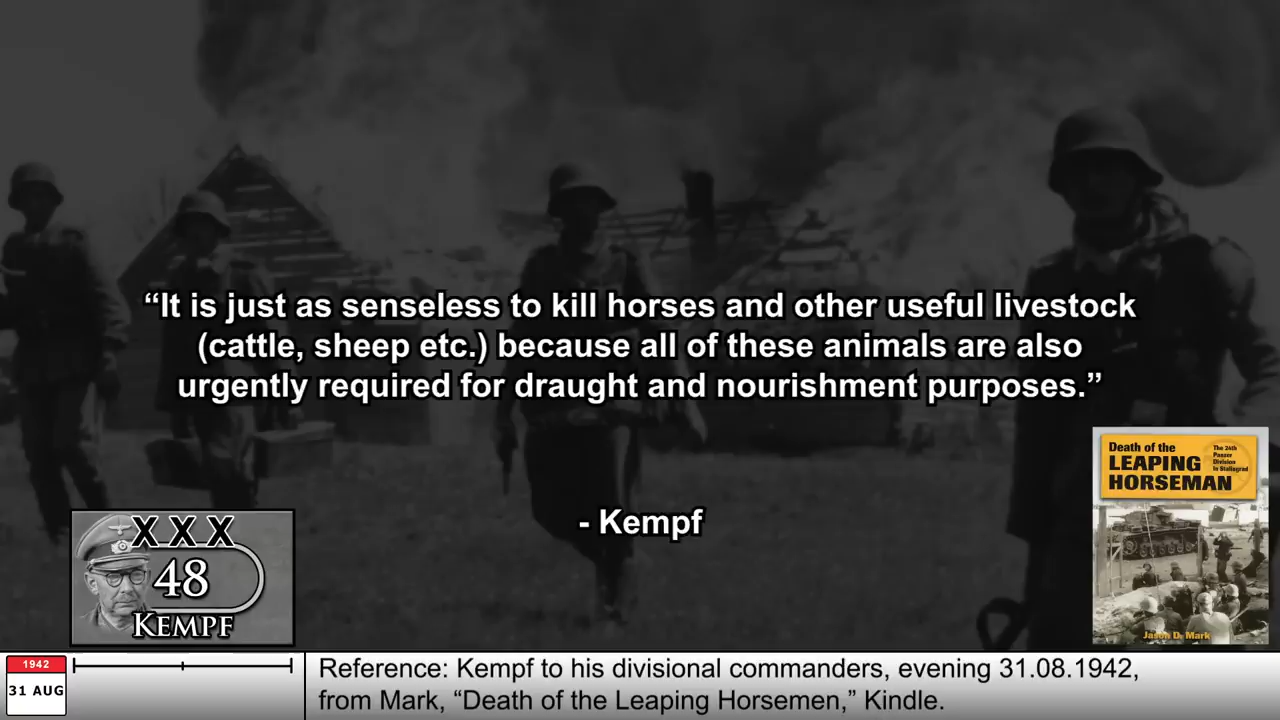 “It is just as senseless to kill horses and other useful livestock
(cattle, sheep etc.) because all of these animals are also
urgently required for draught and nourishment purposes.”
- Kempf
XXX
48
KEMPF
Death of the
LEAPING
HORSEMAN
The 24th
Panzer
Division
in Stalingrad
Jason D. Mark
1942
31 AUG
Reference: Kempf to his divisional commanders, evening 31.08.1942,
from Mark, “Death of the Leaping Horsemen,” Kindle.